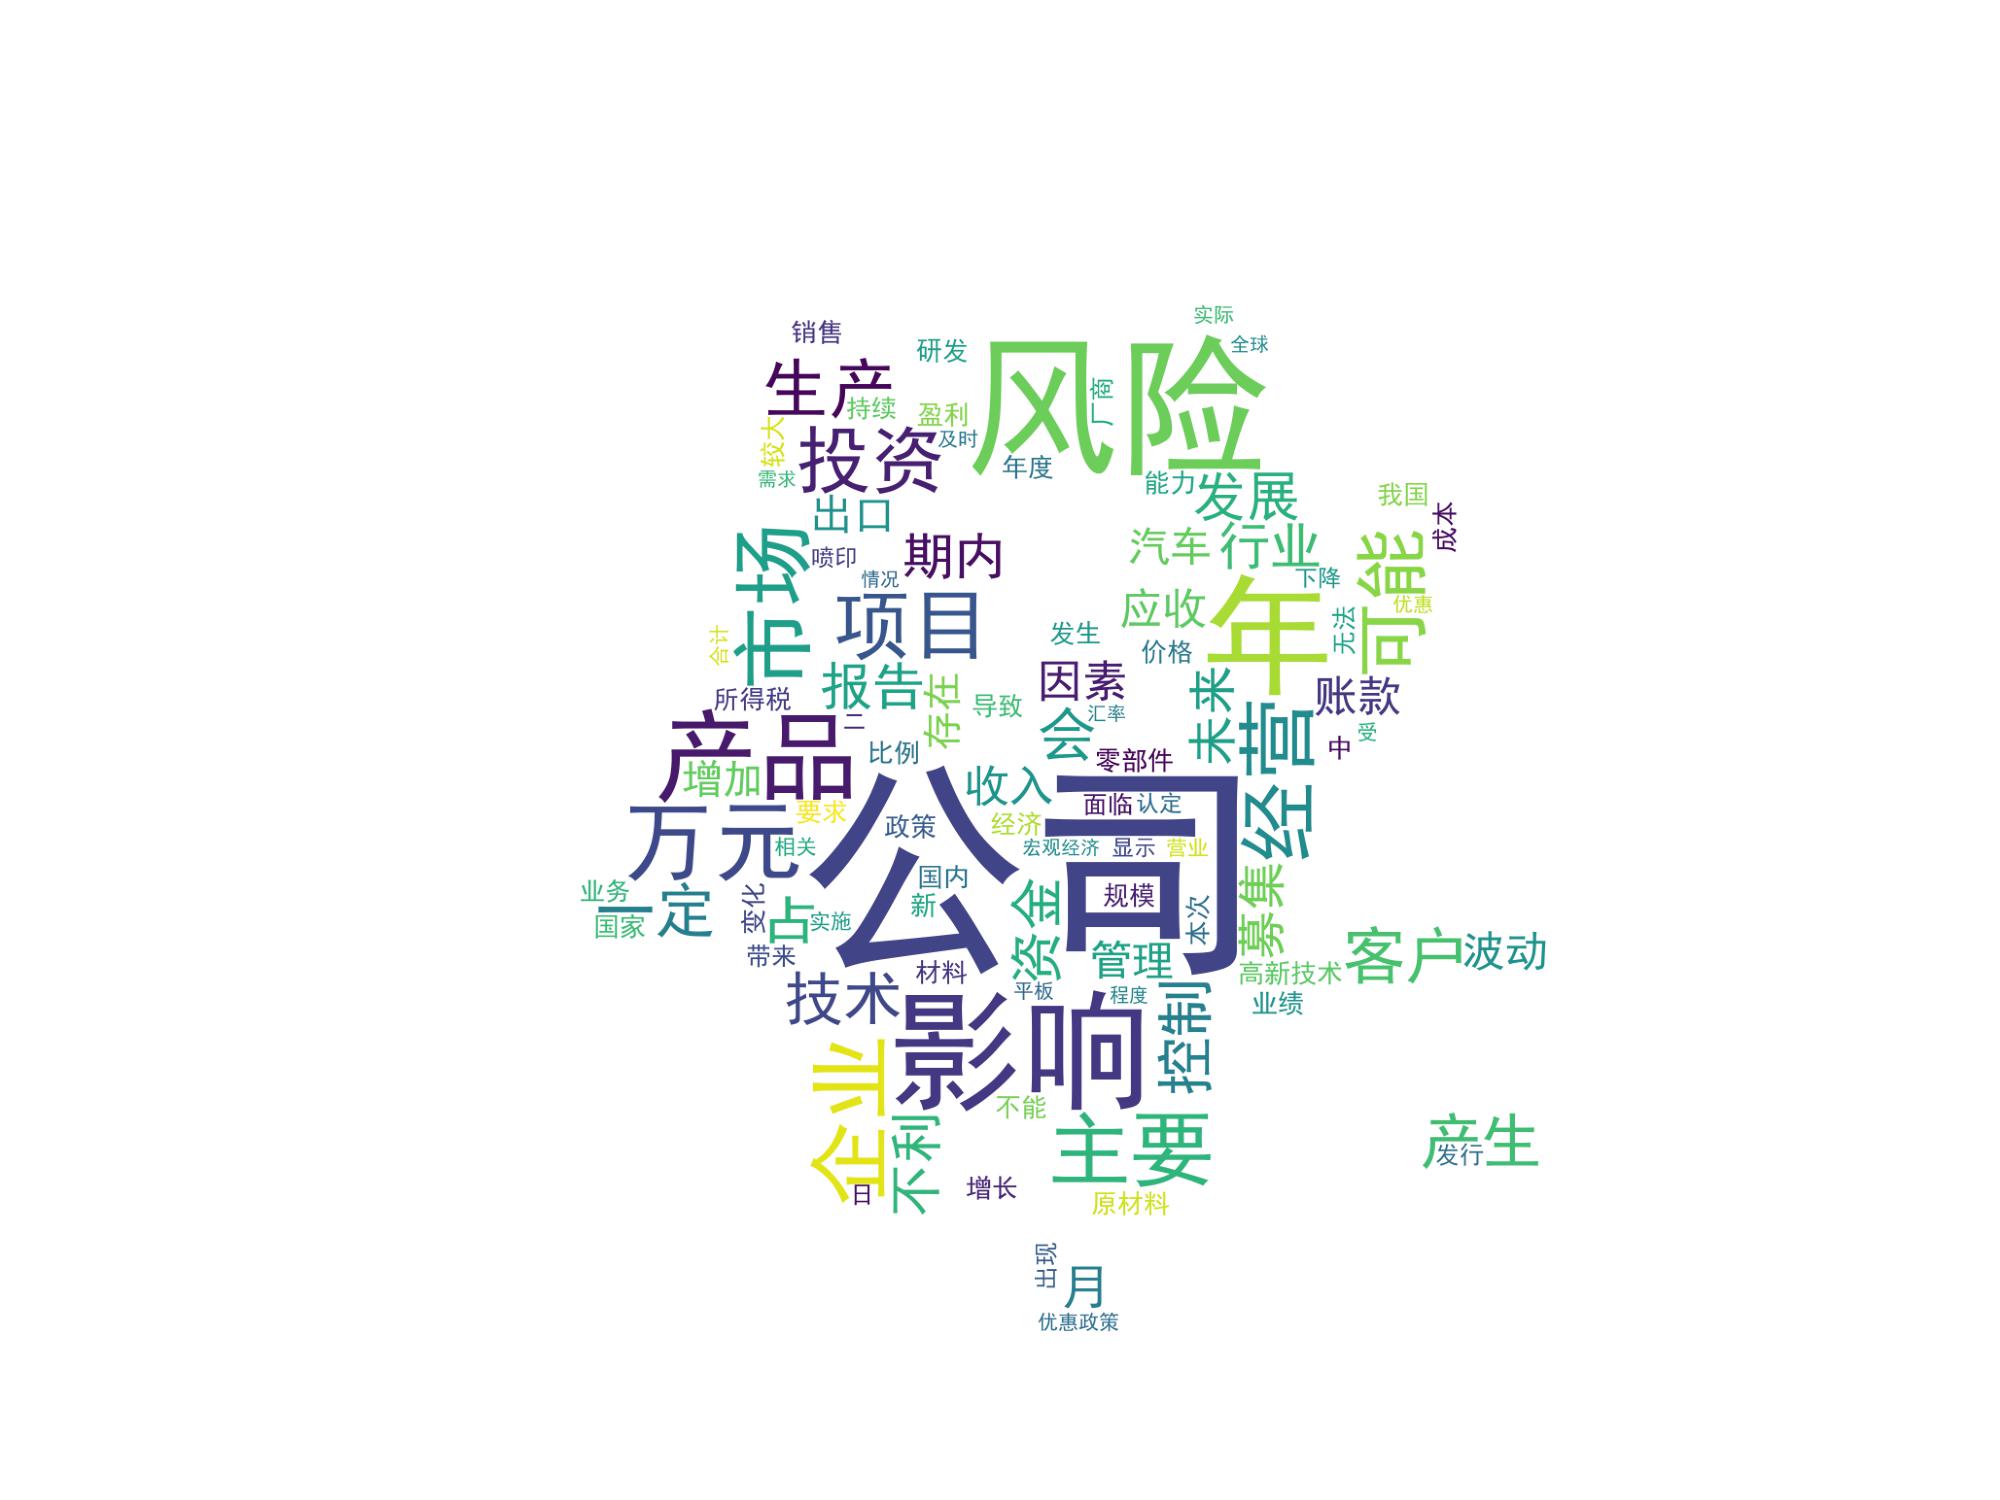 实际
销售
全球
研发
风险
生产
厂商
持续
盈利
较大
投资
及时
年度
需求
能力
发展
我国
出口
成本
市场
期内
汽车
行业
可能
喷印
情况
下降
项目
年
应收
优惠
无法
合计
发生
价格
报告
因素
未来
账款
所得税
存在
导致
汇率
产品
二
会
经营
受
中
比例
零部件
增加
收入
公司
面临
认定
万元
要求
政策
经济
相关
宏观经济
显示
营业
国内
业务
一定
变化
占
新
资金
规模
募集
国家
实施
本次
客户
波动
带来
管理
技术
材料
高新技术
平板
程度
业绩
影响
控制
企业
不能
不利
主要
产生
发行
日
增长
原材料
出现
月
优惠政策